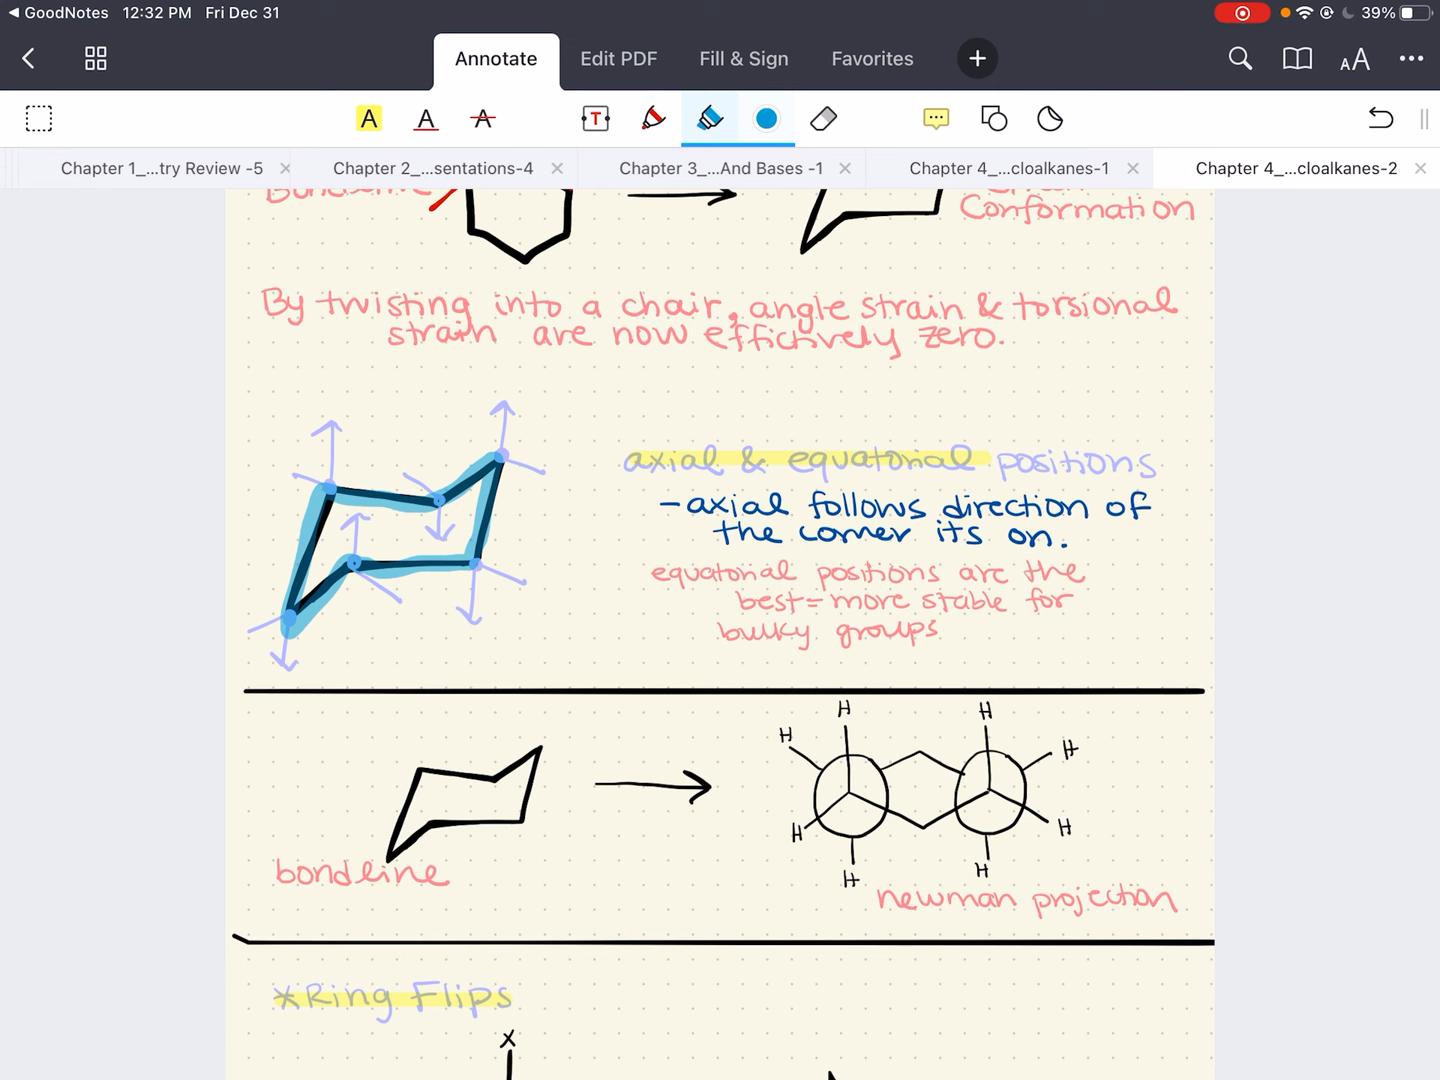 GoodNotes 12:32 PM Fri Dec 31 39%
Annotate Edit PDF Fill & Sign Favorites
A A A T AA
Chapter 1_...try Review -5 Chapter 2_...sentations-4 Chapter 3_...And Bases -1 Chapter 4_...cloalkanes-1 Chapter 4_...cloalkanes-2
Conformation
By twisting into a chair, angle strain & torsional
strain are now effictively zero.
axial & equatorial positions
-axial follows direction of
the corner its on.
equatorial positions are the
best=more stable for
bulky groups
H H
H H
H H
H H
bondline
newman projection
*Ring Flips
X